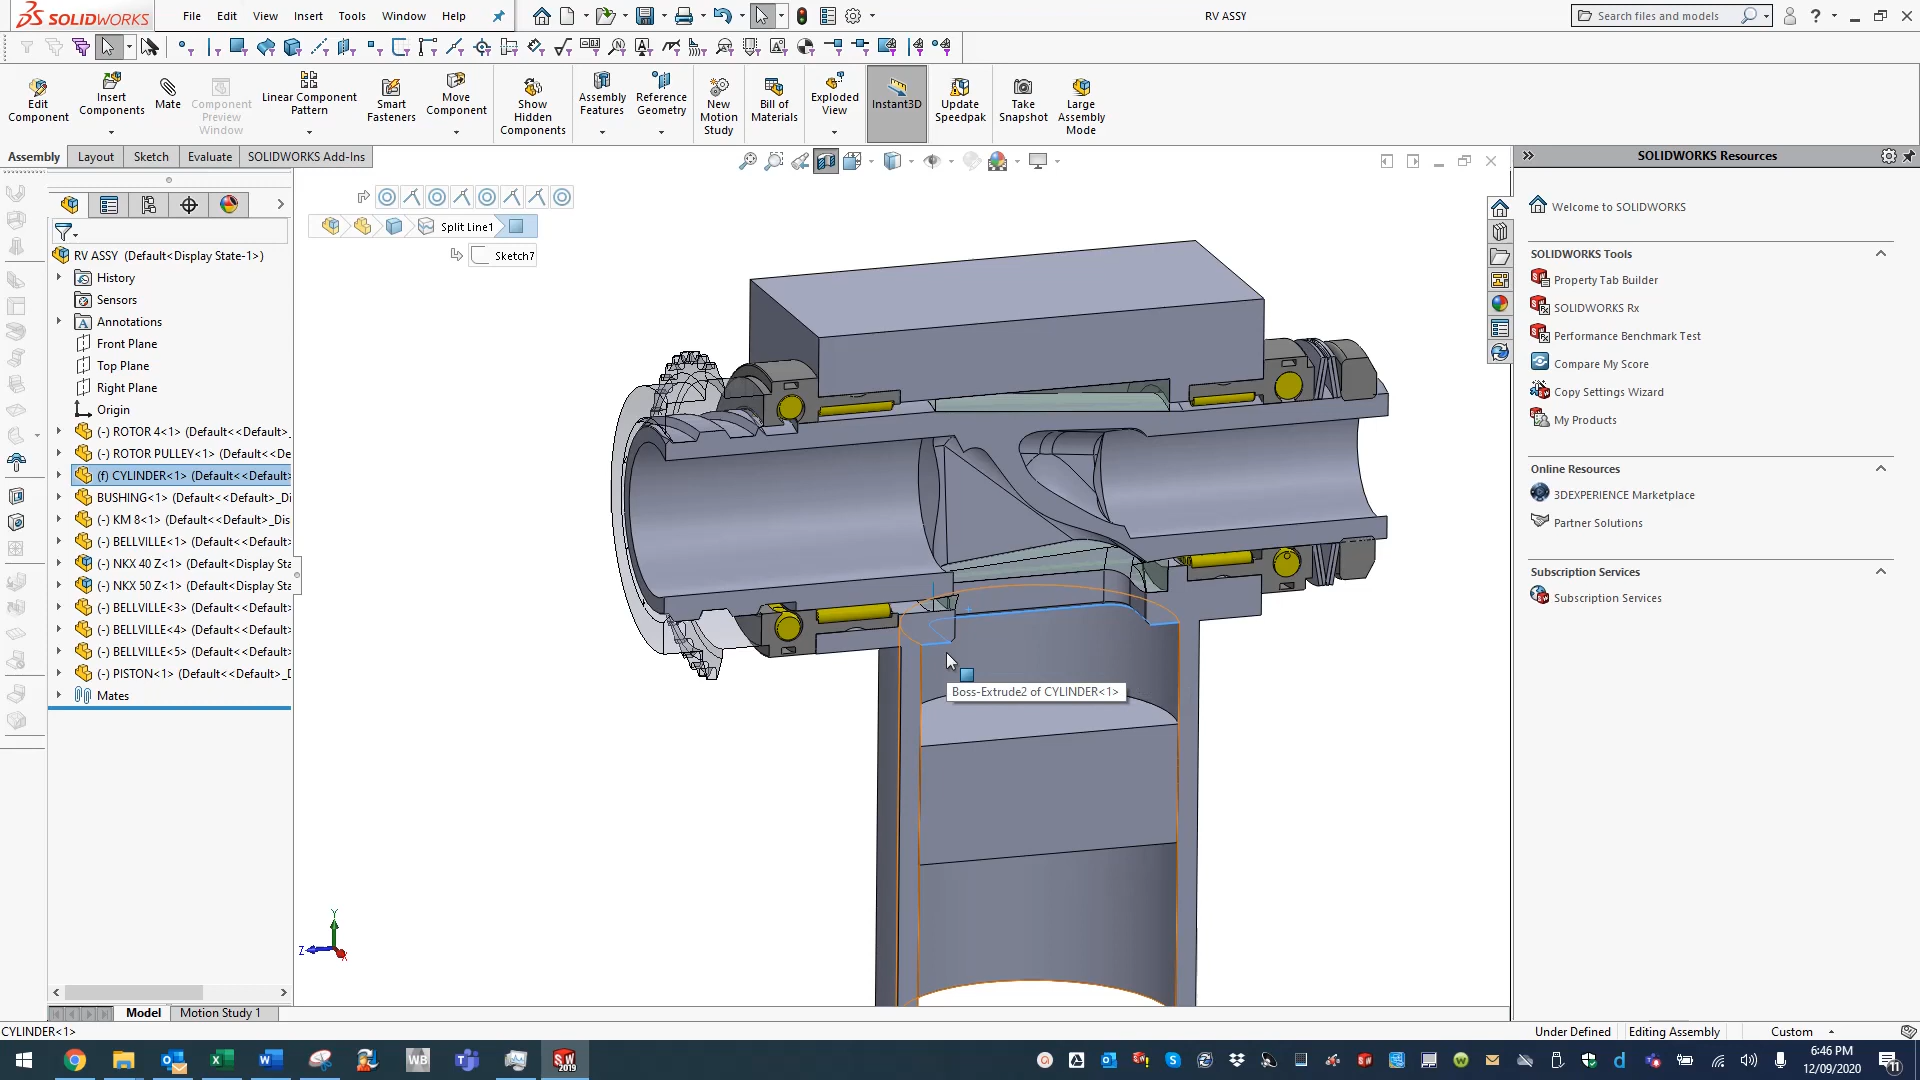 SOLIDWORKS
File Edit View Insert Tools Window Help
RV ASSY
Search files and models
Edit Component
Insert Components
Mate
Component Preview Window
Linear Component Pattern
Smart Fasteners
Move Component
Show Hidden Components
Assembly Features
Reference Geometry
New Motion Study
Bill of Materials
Exploded View
Instant3D
Update Speedpak
Take Snapshot
Large Assembly Mode
Assembly Layout Sketch Evaluate SOLIDWORKS Add-Ins
SOLIDWORKS Resources
Split Line1
Sketch7
RV ASSY (Default<Display State-1>)
History
Sensors
Annotations
Front Plane
Top Plane
Right Plane
Origin
(-) ROTOR 4<1> (Default<<Default>_
(-) ROTOR PULLEY<1> (Default<<De
(f) CYLINDER<1> (Default<<Default>
BUSHING<1> (Default<<Default>_Di
(-) KM 8<1> (Default<<Default>_Dis
(-) BELLVILLE<1> (Default<<Default>
(-) NKX 40 Z<1> (Default<Display Sta
(-) NKX 50 Z<1> (Default<Display Sta
(-) BELLVILLE<3> (Default<<Default>
(-) BELLVILLE<4> (Default<<Default>
(-) BELLVILLE<5> (Default<<Default>
(-) PISTON<1> (Default<<Default>_D
Mates
Boss-Extrude2 of CYLINDER<1>
Y
Z
X
Welcome to SOLIDWORKS
SOLIDWORKS Tools
Property Tab Builder
SOLIDWORKS Rx
Performance Benchmark Test
Compare My Score
Copy Settings Wizard
My Products
Online Resources
3DEXPERIENCE Marketplace
Partner Solutions
Subscription Services
Subscription Services
Model Motion Study 1
CYLINDER<1>
Under Defined Editing Assembly Custom
6:46 PM
12/09/2020